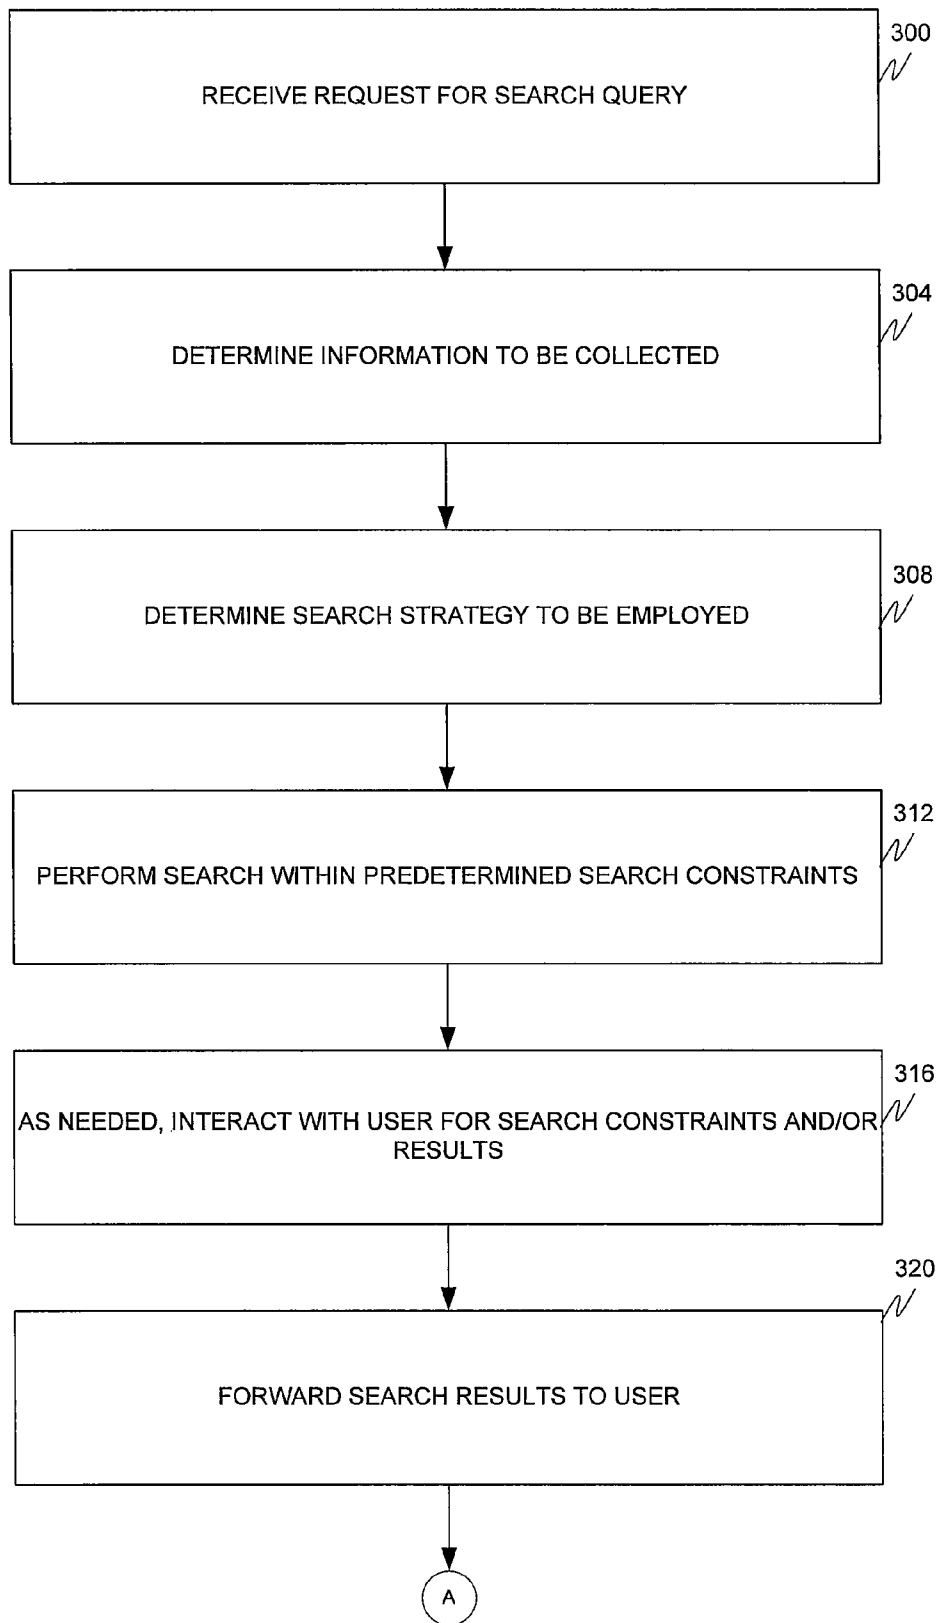 300
RECEIVE REQUEST FOR SEARCH QUERY
304
DETERMINE INFORMATION TO BE COLLECTED
308
DETERMINE SEARCH STRATEGY TO BE EMPLOYED
312
PERFORM SEARCH WITHIN PREDETERMINED SEARCH CONSTRAINTS
316
AS NEEDED, INTERACT WITH USER FOR SEARCH CONSTRAINTS AND/OR
RESULTS
320
FORWARD SEARCH RESULTS TO USER
A